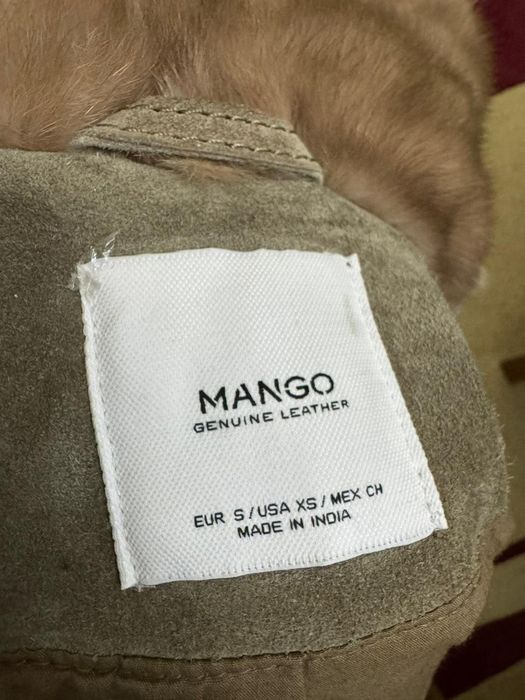 MANGO
GENUINE LEATHER
EUR S / USA XS / MEX CH
MADE IN INDIA